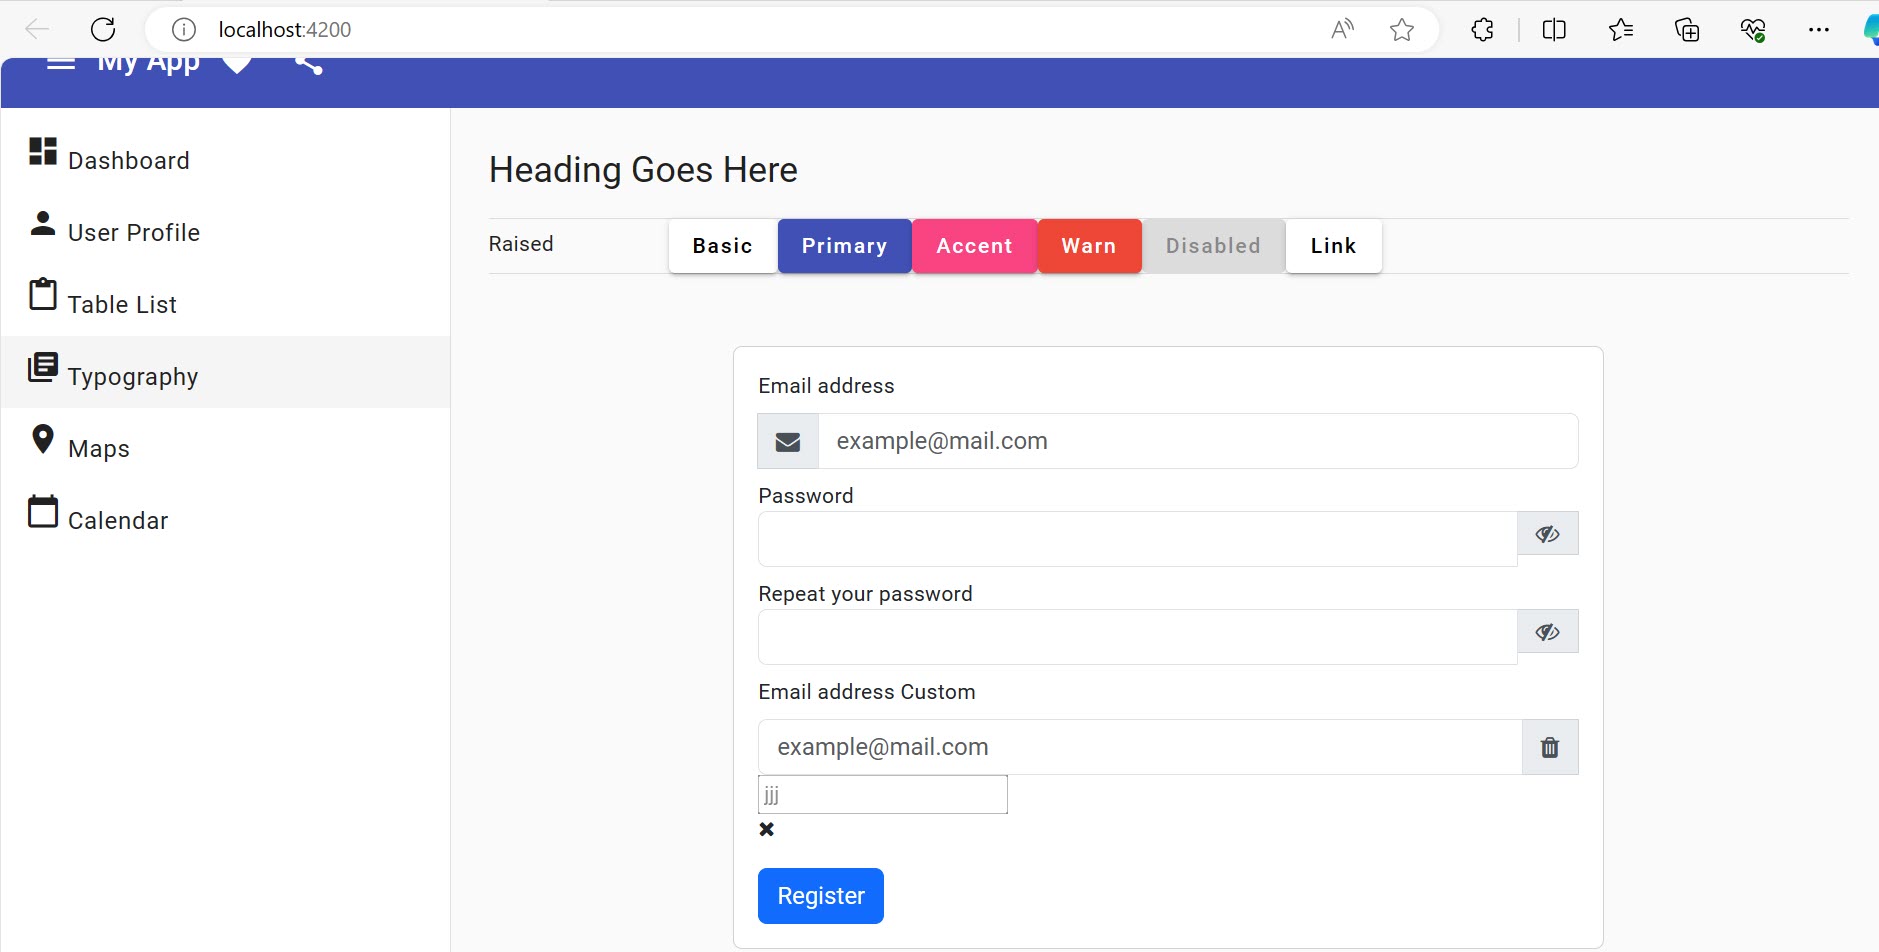 localhost:4200
My App
Dashboard
User Profile
Table List
Typography
Maps
Calendar
Heading Goes Here
Raised Basic Primary Accent Warn Disabled Link
Email address
example@mail.com
Password
Repeat your password
Email address Custom
example@mail.com
jjj
Register